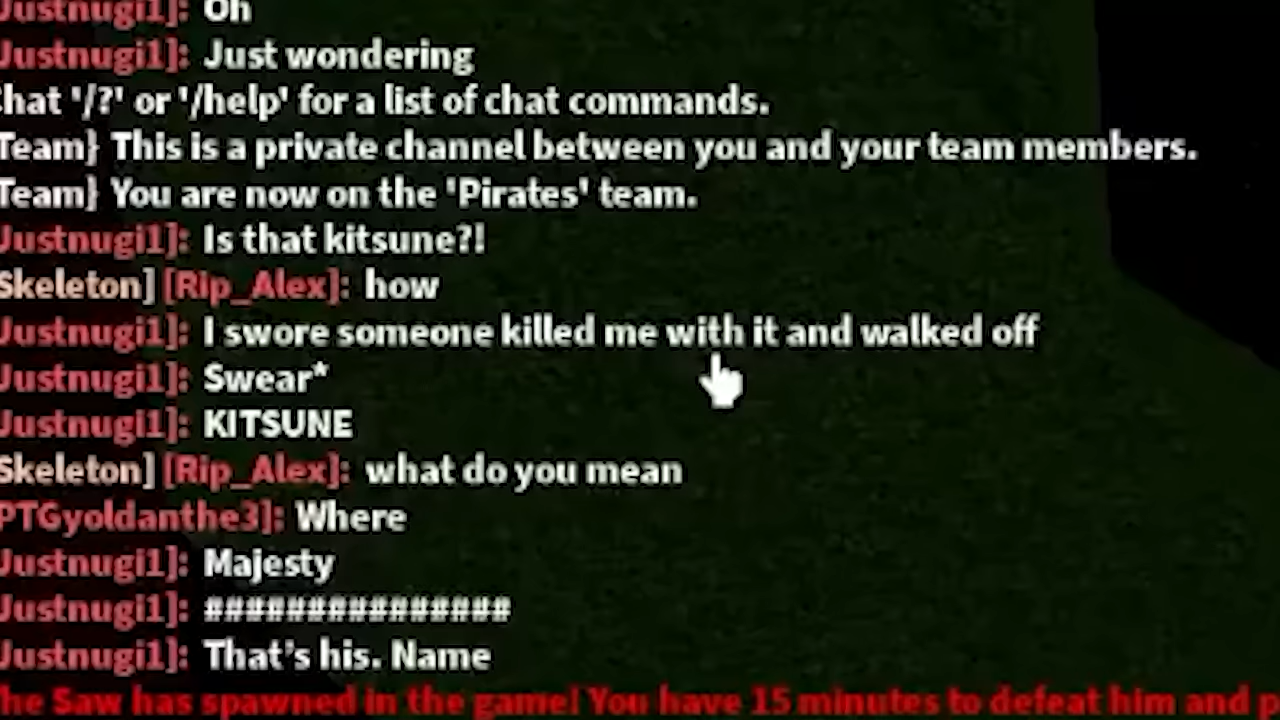 Justnugi1]: Oh
Justnugi1]: Just wondering
Chat '/?' or '/help' for a list of chat commands.
Team} This is a private channel between you and your team members.
Team} You are now on the 'Pirates' team.
Justnugi1]: Is that kitsune?!
Skeleton] [Rip_Alex]: how
Justnugi1]: I swore someone killed me with it and walked off
Justnugi1]: Swear*
Justnugi1]: KITSUNE
Skeleton] [Rip_Alex]: what do you mean
PTGyoldanthe3]: Where
Justnugi1]: Majesty
Justnugi1]: ###############
Justnugi1]: That's his. Name
he Saw has spawned in the game! You have 15 minutes to defeat him and p